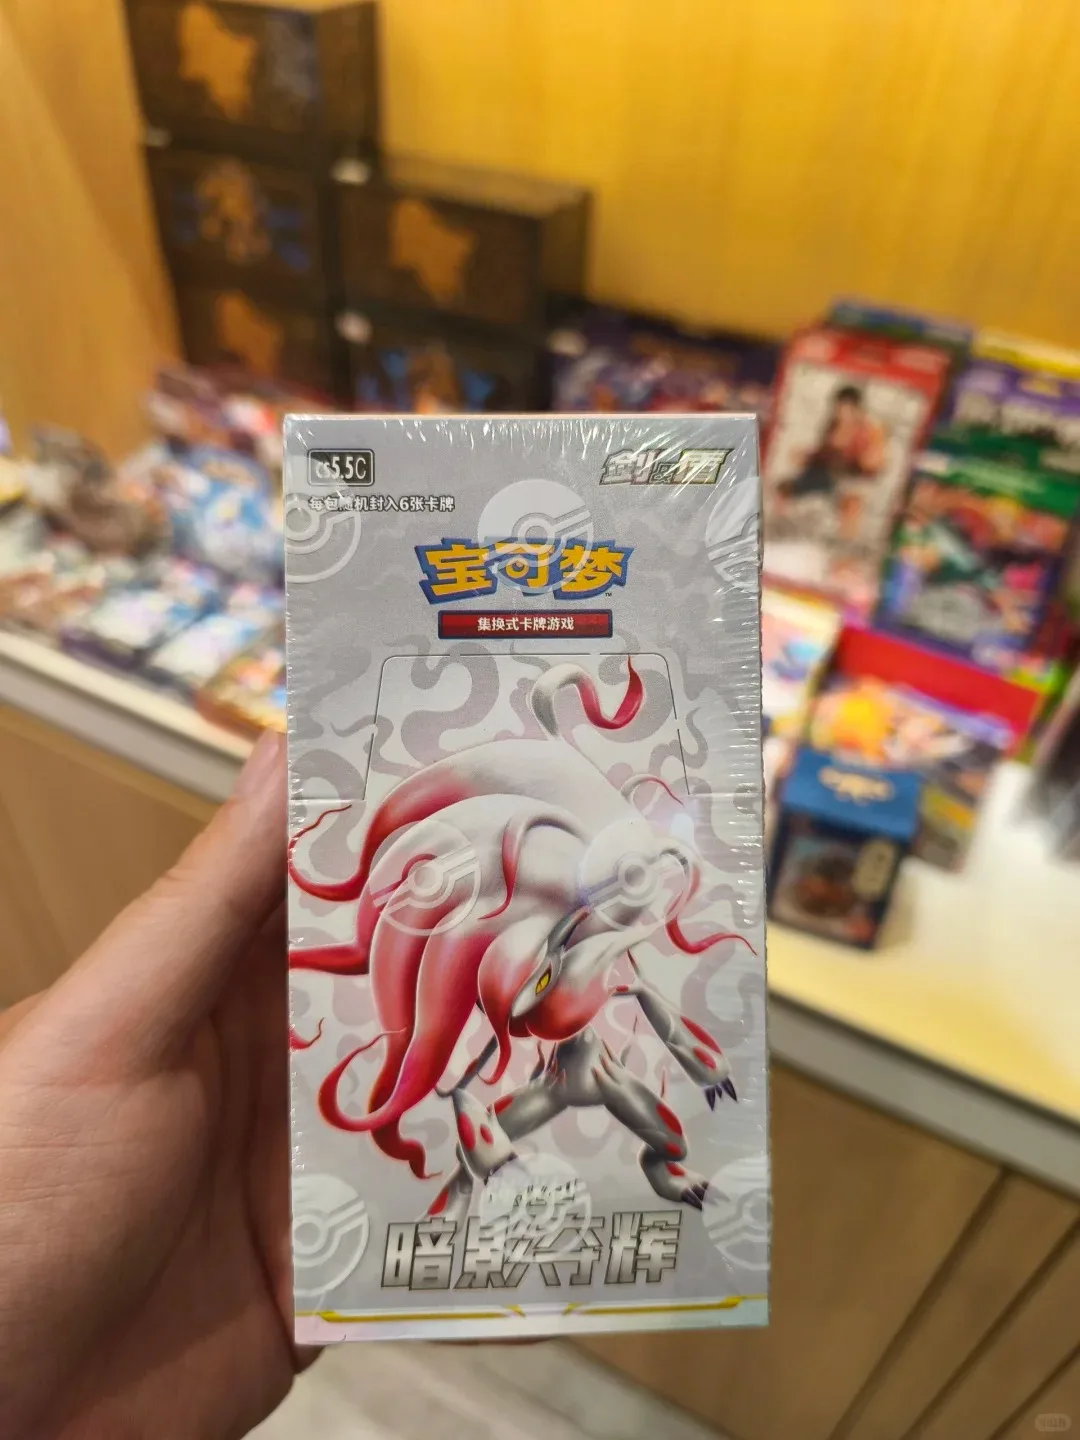 CS5.5C
剑&盾
每包随机封入6张卡牌
宝可梦
集换式卡牌游戏
暗影夺辉